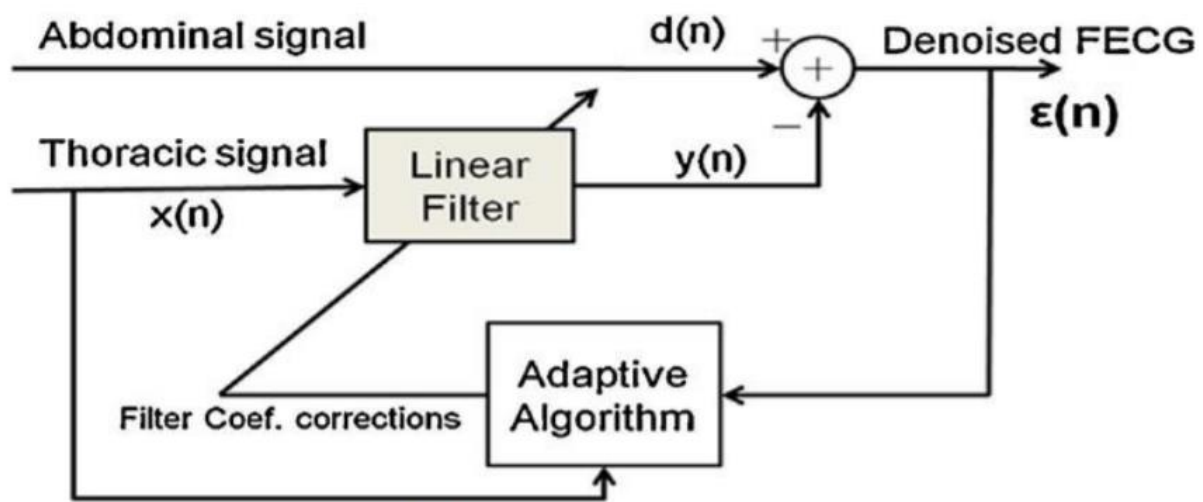 Abdominal signal
d(n)
+
+
Denoised FECG
ε(n)
−
Thoracic signal
x(n)
Linear
Filter
y(n)
Adaptive
Algorithm
Filter Coef. corrections